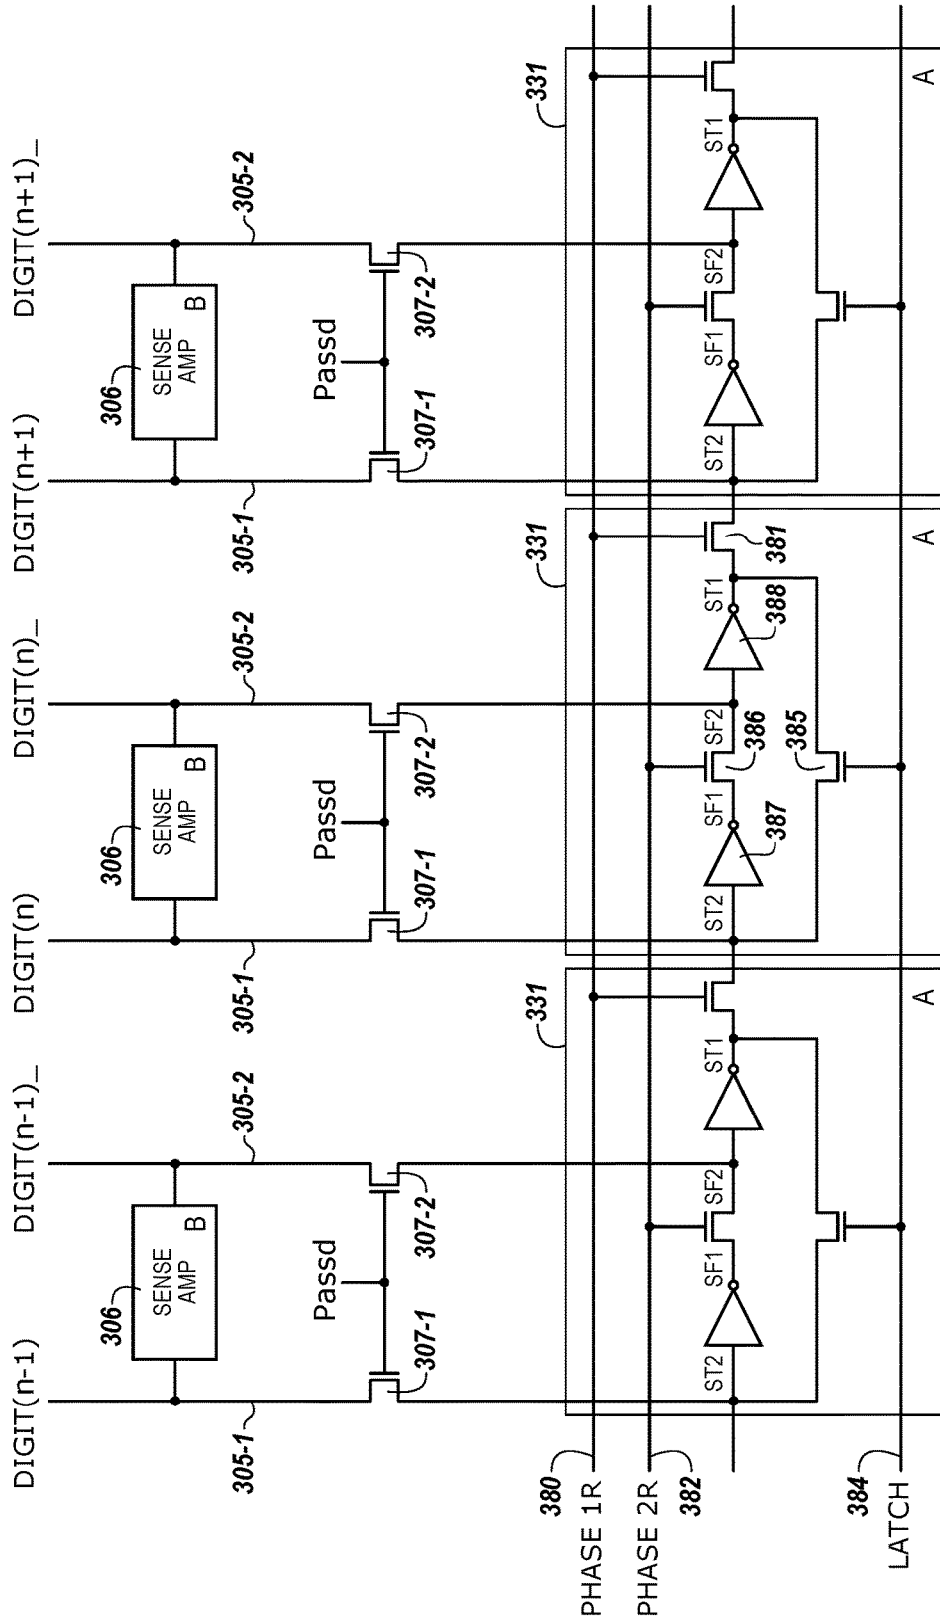 DIGIT(n-1)
DIGIT(n-1)_
DIGIT(n)
DIGIT(n)_
DIGIT(n+1)
DIGIT(n+1)_
306
SENSE
AMP
B
306
SENSE
AMP
B
306
SENSE
AMP
B
305-1
305-2
305-1
305-2
305-1
305-2
Passd
Passd
Passd
307-1
307-2
307-1
307-2
307-1
307-2
380
331
331
331
PHASE 1R
PHASE 2R
382
ST2
SF1
SF2
ST1
ST2
SF1
SF2
ST1
ST2
SF1
SF2
ST1
387
386
388
381
385
384
LATCH
A
A
A